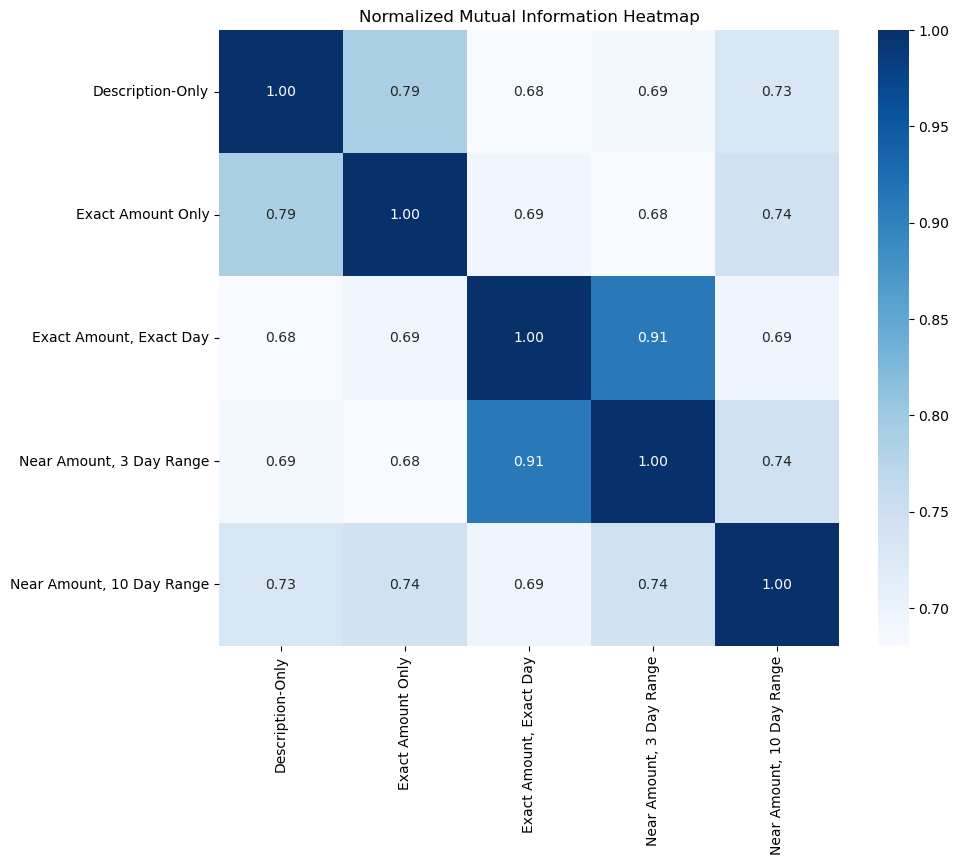 Normalized Mutual Information Heatmap
Description-Only 1.00 0.79 0.68 0.69 0.73
Exact Amount Only 0.79 1.00 0.69 0.68 0.74
Exact Amount, Exact Day 0.68 0.69 1.00 0.91 0.69
Near Amount, 3 Day Range 0.69 0.68 0.91 1.00 0.74
Near Amount, 10 Day Range 0.73 0.74 0.69 0.74 1.00
Description-Only
Exact Amount Only
Exact Amount, Exact Day
Near Amount, 3 Day Range
Near Amount, 10 Day Range
1.00
0.95
0.90
0.85
0.80
0.75
0.70